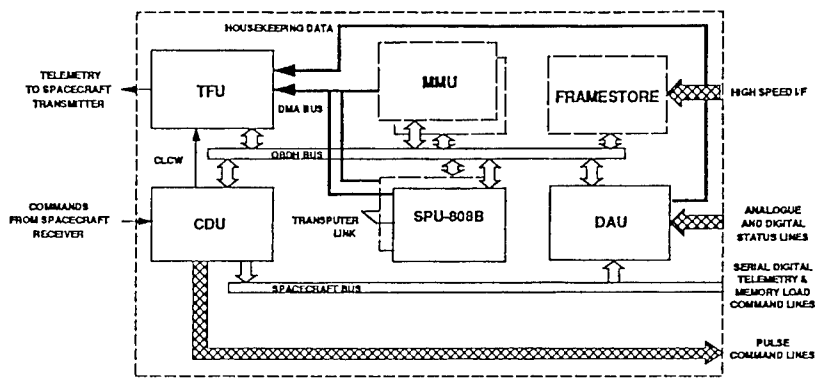 HOUSEKEEPING DATA
TELEMETRY
TO SPACECRAFT
TRANSMITTER
TFU
MMU
FRAMESTORE
HIGH SPEED I/F
DMA BUS
CLCW
OBDH BUS
COMMANDS
FROM SPACECRAFT
RECEIVER
CDU
TRANSPUTER
LINK
SPU-808B
DAU
ANALOGUE
AND DIGITAL
STATUS LINES
SPACECRAFT BUS
SERIAL DIGITAL
TELEMETRY &
MEMORY LOAD
COMMAND LINES
PULSE
COMMAND LINES